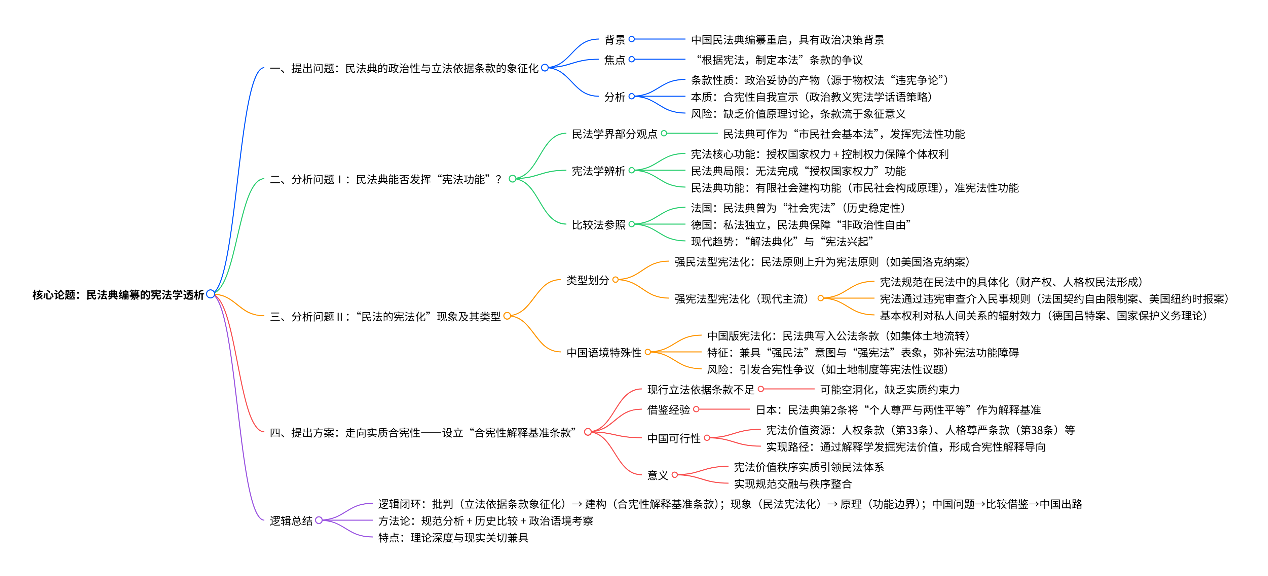 核心论题：民法典编纂的宪法学透析
一、提出问题：民法典的政治性与立法依据条款的象征化
背景
中国民法典编纂重启，具有政治决策背景
焦点
“根据宪法，制定本法”条款的争议
分析
条款性质：政治妥协的产物（源于物权法“违宪争论”）
本质：合宪性自我宣示（政治教义宪法学话语策略）
风险：缺乏价值原理讨论，条款流于象征意义
二、分析问题Ⅰ：民法典能否发挥“宪法功能”？
民法学界部分观点
民法典可作为“市民社会基本法”，发挥宪法性功能
宪法学辨析
宪法核心功能：授权国家权力 + 控制权力保障个体权利
民法典局限：无法完成“授权国家权力”功能
民法典功能：有限社会建构功能（市民社会构成原理），准宪法性功能
比较法参照
法国：民法典曾为“社会宪法”（历史稳定性）
德国：私法独立，民法典保障“非政治性自由”
现代趋势：“解法典化”与“宪法兴起”
三、分析问题Ⅱ：“民法的宪法化”现象及其类型
类型划分
强民法型宪法化：民法原则上升为宪法原则（如美国洛克纳案）
强宪法型宪法化（现代主流）
宪法规范在民法中的具体化（财产权、人格权民法形成）
宪法通过违宪审查介入民事规则（法国契约自由限制案、美国纽约时报案）
基本权利对私人间关系的辐射效力（德国吕特案、国家保护义务理论）
中国语境特殊性
中国版宪法化：民法典写入公法条款（如集体土地流转）
特征：兼具“强民法”意图与“强宪法”表象，弥补宪法功能障碍
风险：引发合宪性争议（如土地制度等宪法性议题）
四、提出方案：走向实质合宪性——设立“合宪性解释基准条款”
现行立法依据条款不足
可能空洞化，缺乏实质约束力
借鉴经验
日本：民法典第2条将“个人尊严与两性平等”作为解释基准
中国可行性
宪法价值资源：人权条款（第33条）、人格尊严条款（第38条）等
实现路径：通过解释学发掘宪法价值，形成合宪性解释导向
意义
宪法价值秩序实质引领民法体系
实现规范交融与秩序整合
逻辑总结
逻辑闭环：批判（立法依据条款象征化）→ 建构（合宪性解释基准条款）；现象（民法宪法化）→ 原理（功能边界）；中国问题→比较借鉴→中国出路
方法论：规范分析 + 历史比较 + 政治语境考察
特点：理论深度与现实关切兼具